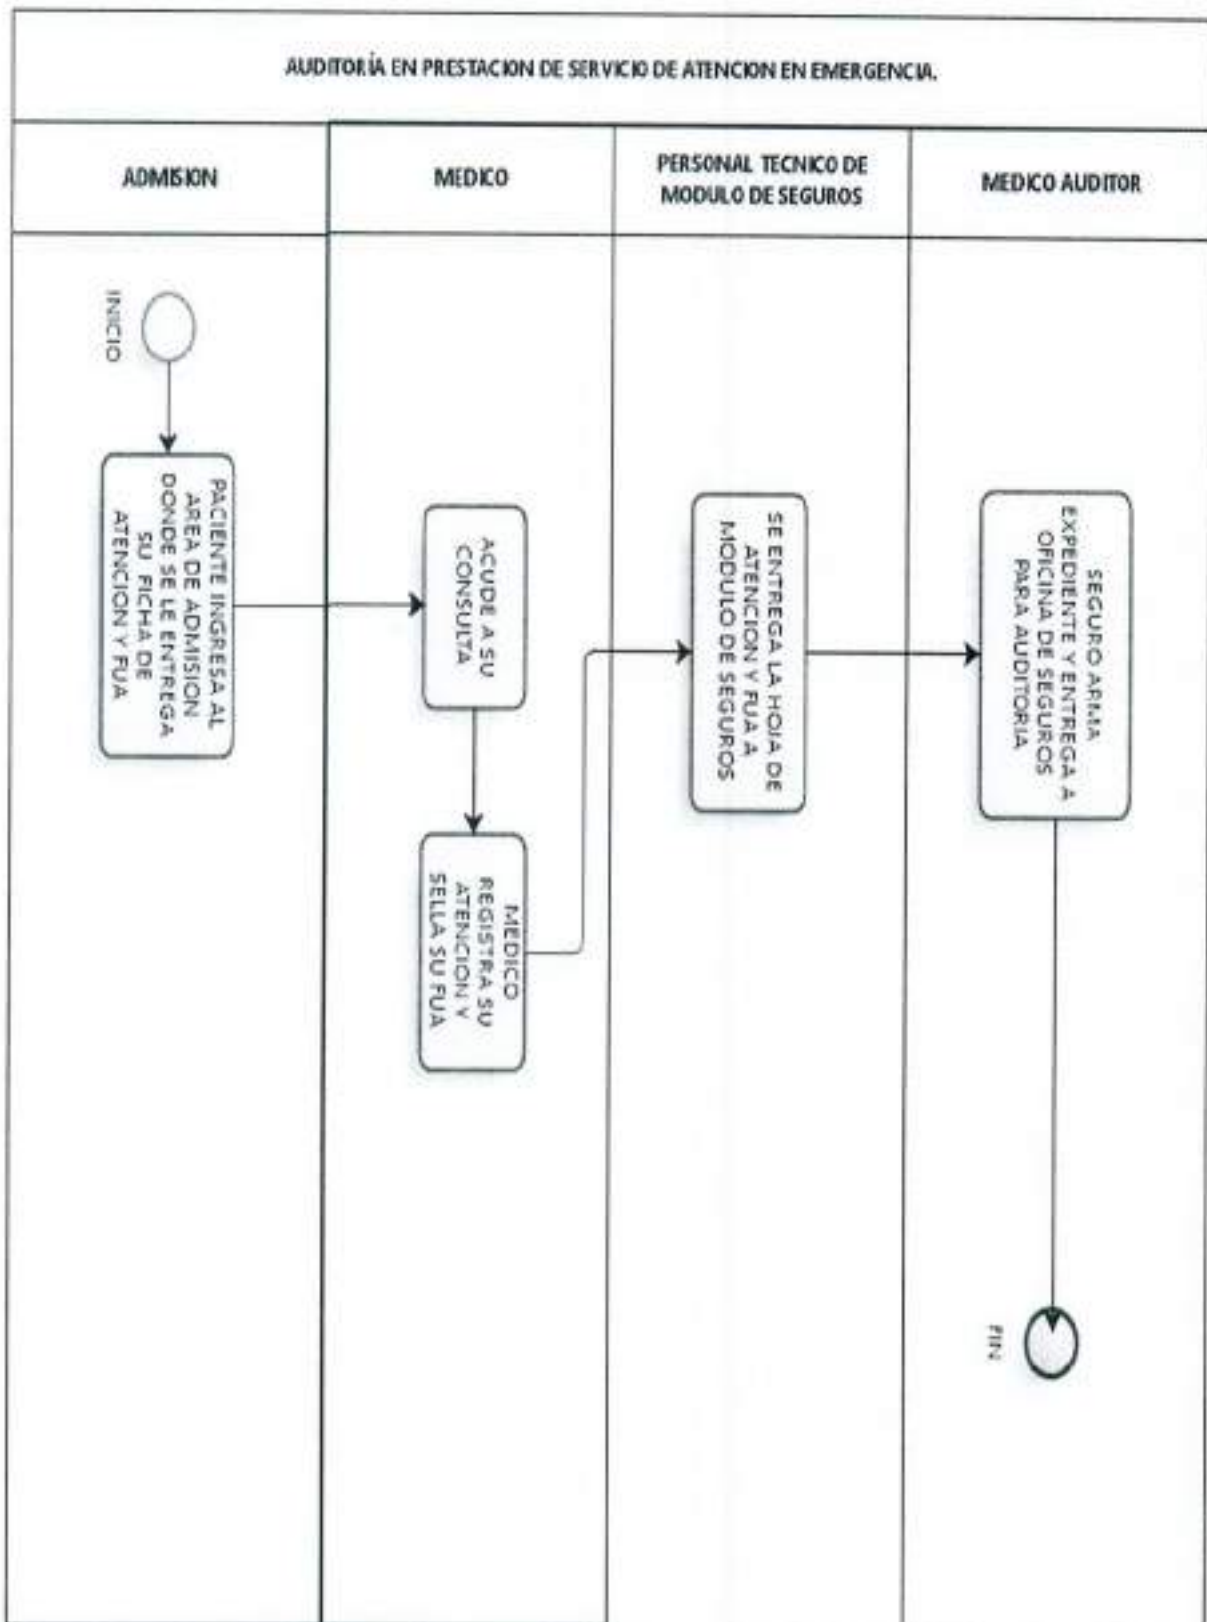 AUDITORÍA EN PRESTACION DE SERVICIO DE ATENCION EN EMERGENCIA.
ADMISION
MEDICO
PERSONAL TECNICO DE
MODULO DE SEGUROS
MEDICO AUDITOR
INICIO
PACIENTE INGRESA AL
AREA DE ADMISION
DONDE SE LE ENTREGA
SU FICHA DE
ATENCION Y FUA
ACUDE A SU
CONSULTA
MEDICO
REGISTRA SU
ATENCION Y
SELLA SU FUA
SE ENTREGA LA HOJA DE
ATENCION Y FUA A
MODULO DE SEGUROS
SEGURO ARMA
EXPEDIENTE Y ENTREGA A
OFICINA DE SEGUROS
PARA AUDITORIA
FIN